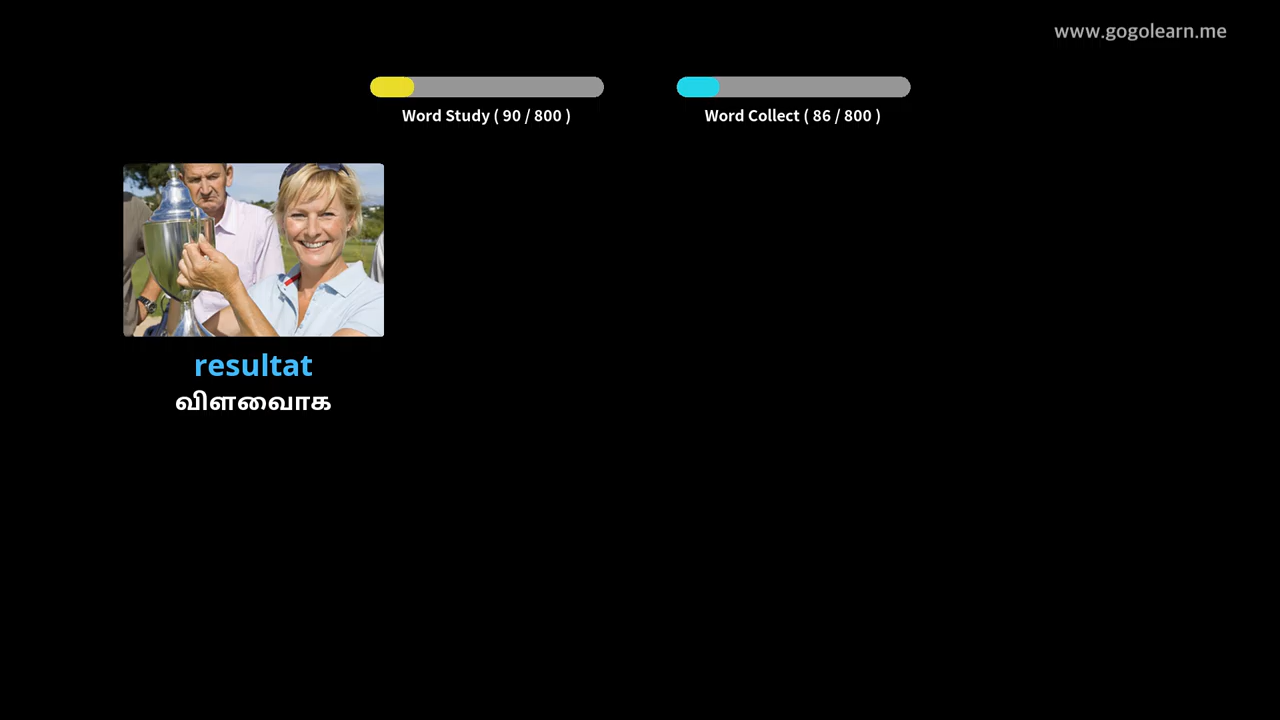 www.gogolearn.me
Word Study ( 90 / 800 )
Word Collect ( 86 / 800 )
resultat
விளைவாக